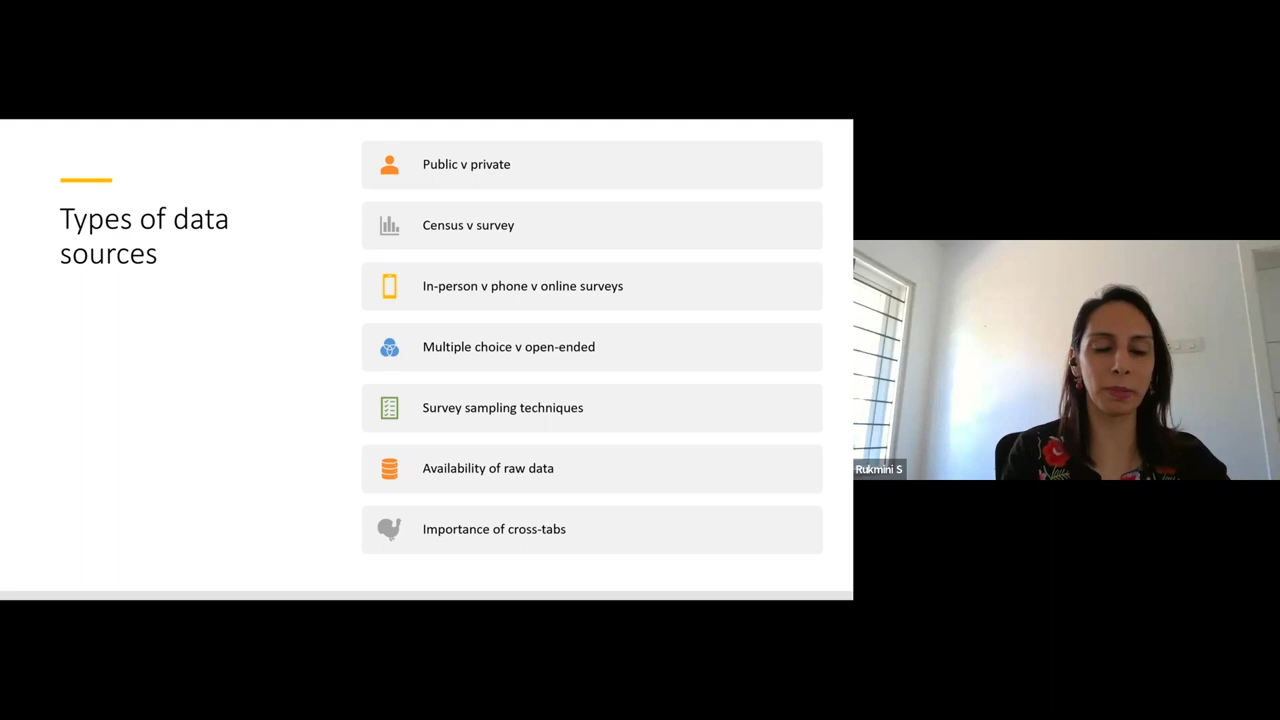 Types of data
sources
Public v private
Census v survey
In-person v phone v online surveys
Multiple choice v open-ended
Survey sampling techniques
Availability of raw data
Importance of cross-tabs
Rukmini S